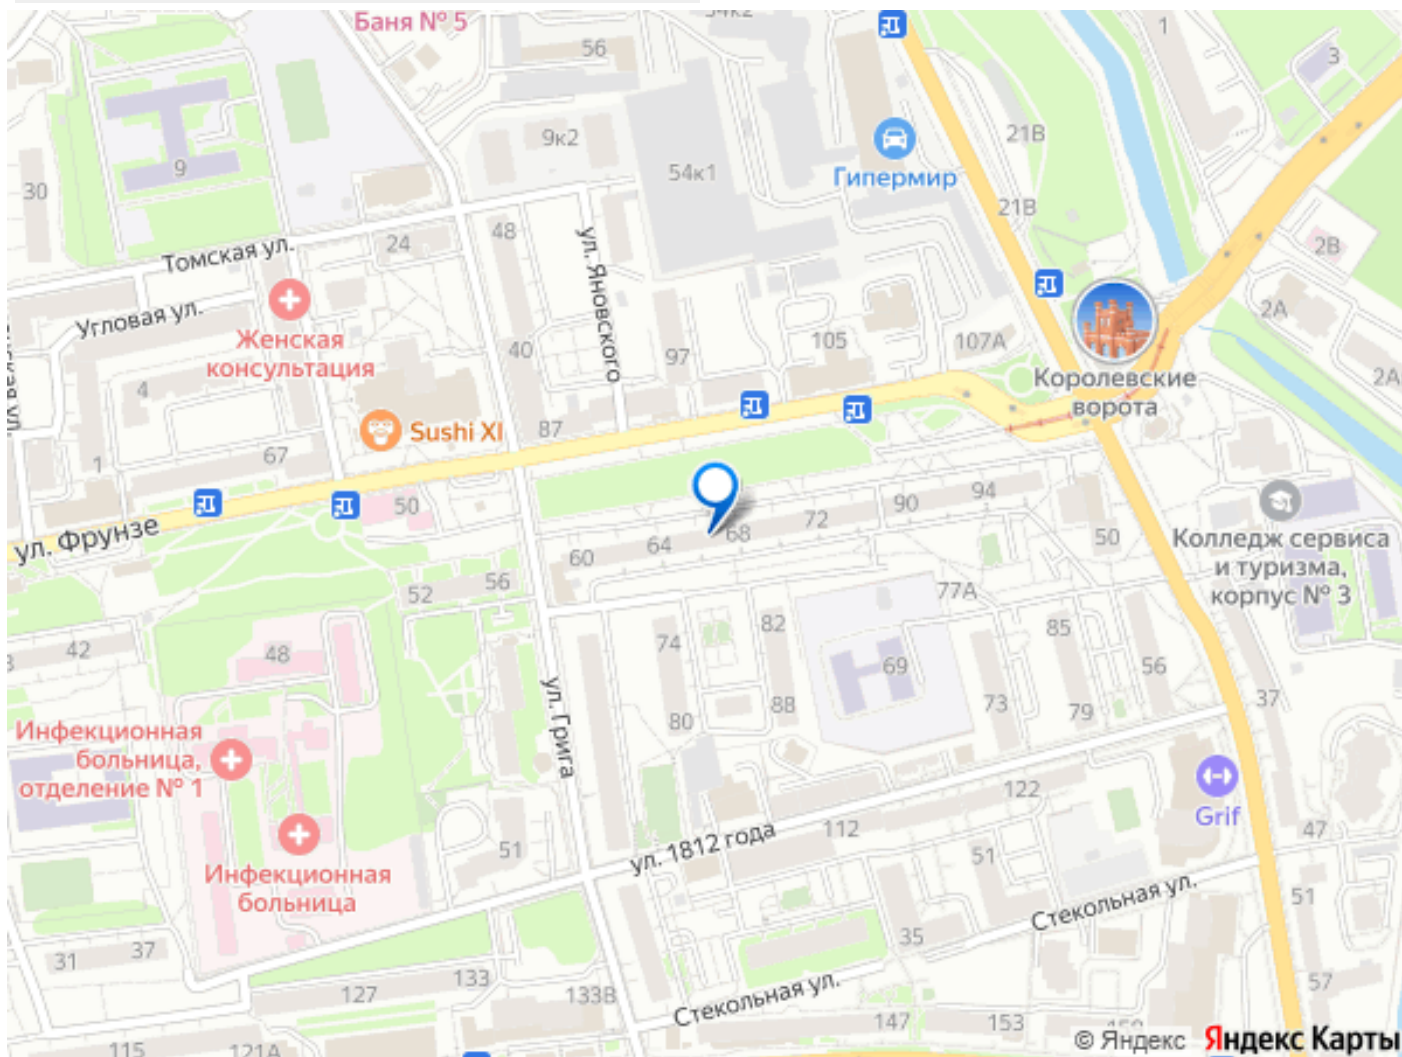 Баня № 5
54к2
56
1
3
9к2
21В
9
54к1
Гипермир
30
21В
48
24
Томская ул.
ул. Яновского
2В
2А
Угловая ул.
Женская
консультация
40
97
105
107А
Королевские
ворота
2А
4
Sushi XI
87
67
1
50
ул. Фрунзе
94
90
72
68
64
60
50
Колледж сервиса
и туризма,
корпус № 3
56
52
77А
82
85
74
42
48
69
56
ул. Грига
88
73
79
37
80
Инфекционная
больница,
отделение № 1
122
Grif
47
ул. 1812 года
112
51
51
Инфекционная
больница
Стекольная ул.
51
35
37
31
133
127
133В
Стекольная ул.
57
147
153
115
121А
© Яндекс Яндекс Карты